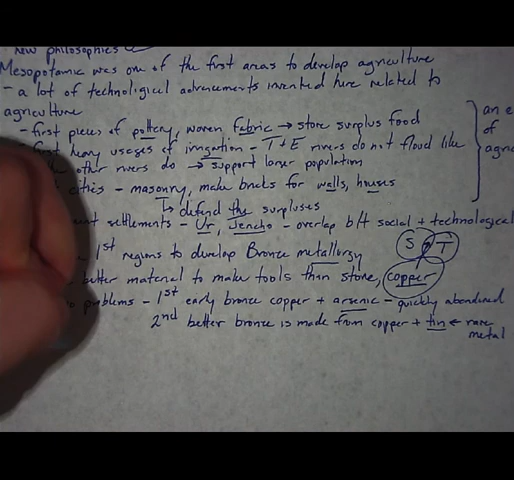 new philosophies
Mesopotamia was one of the first areas to develop agriculture
- a lot of technological advancements invented here related to
agriculture
- first pieces of pottery, woven fabric → store surplus food
first heavy usages of irrigation - T + E rivers do not flood like
other rivers do → support larger population
cities - masonry, make bricks for walls, houses
↳ defend the surpluses
settlements - Ur, Jericho - overlap b/t social + technological
1st regions to develop Bronze metallurgy
better material to make tools than stone, copper
problems - 1st early bronze copper + arsenic - quickly abandoned
2nd better bronze is made from copper + tin ← rare
metal
an e
of
agric
S T